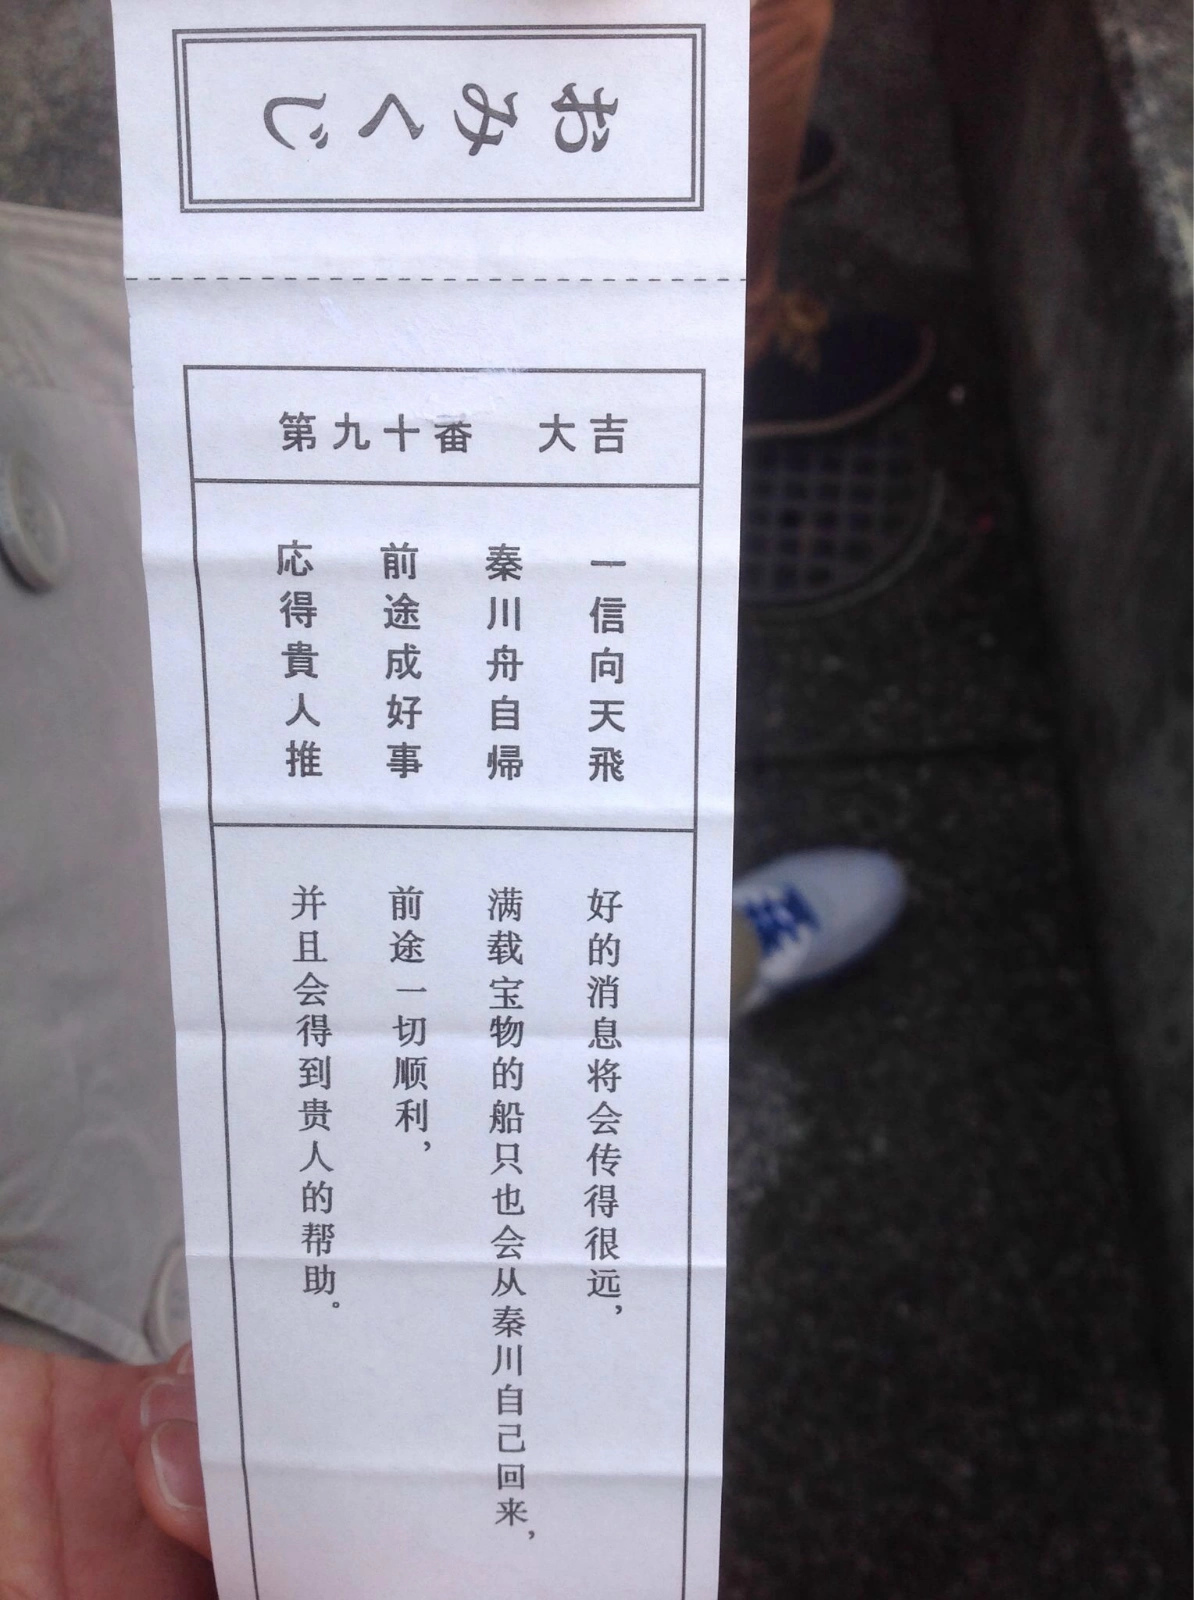 おみくじ
第九十番 大吉
一信向天飛
秦川舟自帰
前途成好事
応得貴人推
好的消息将会传得很远，
满载宝物的船只也会从秦川自己回来，
前途一切顺利，
并且会得到贵人的帮助。